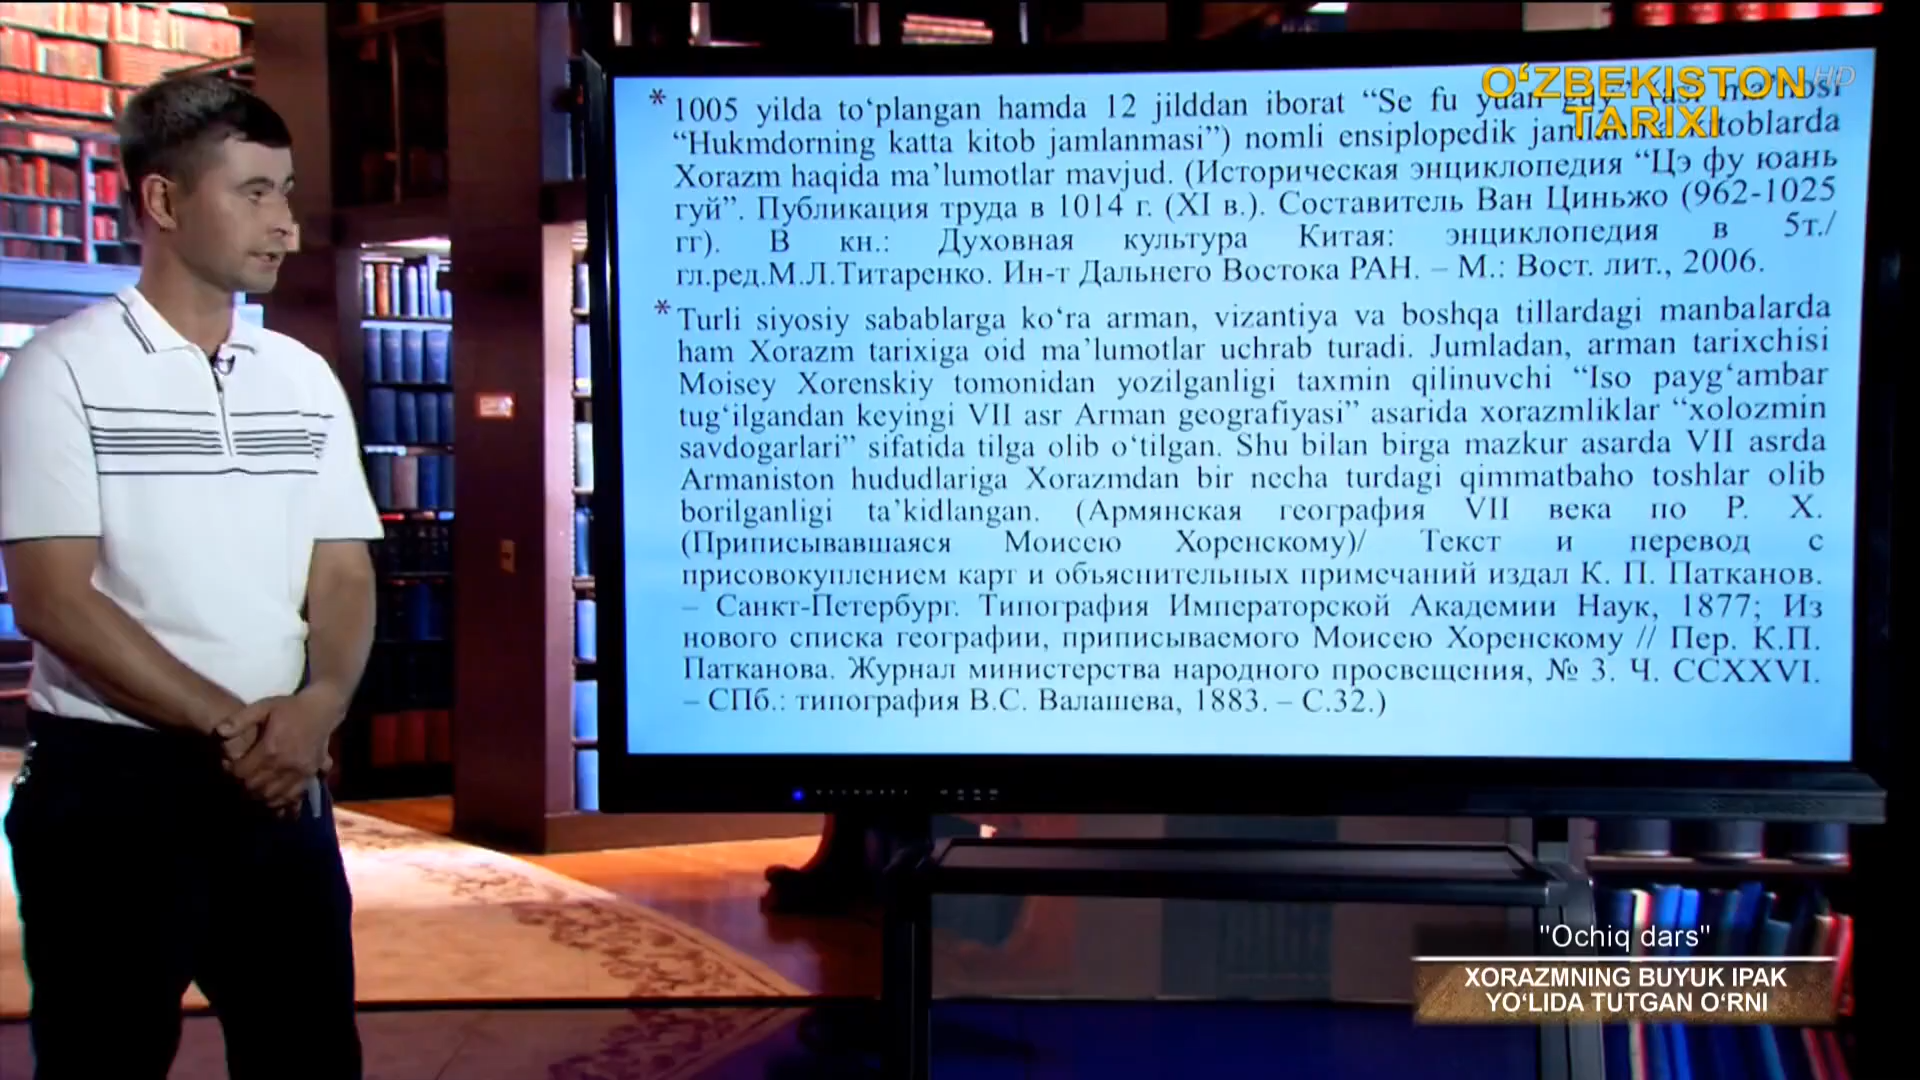 * 1005 yilda to‘plangan hamda 12 jilddan iborat “Se fu yuan
“Hukmdorning katta kitob jamlanmasi”) nomli ensiplopedik kitoblarda
Xorazm haqida ma’lumotlar mavjud. (Историческая энциклопедия “Цэ фу юань
гуй”. Публикация труда в 1014 г. (XI в.). Составитель Ван Циньжо (962-1025
гг). В кн.: Духовная культура Китая: энциклопедия в 5т./
гл.ред.М.Л.Титаренко. Ин-т Дальнего Востока РАН. – М.: Вост. лит., 2006.
* Turli siyosiy sabablarga ko‘ra arman, vizantiya va boshqa tillardagi manbalarda
ham Xorazm tarixiga oid ma’lumotlar uchrab turadi. Jumladan, arman tarixchisi
Moisey Xorenskiy tomonidan yozilganligi taxmin qilinuvchi “Iso payg‘ambar
tug‘ilgandan keyingi VII asr Arman geografiyasi” asarida xorazmliklar “xolozmin
savdogarlari” sifatida tilga olib o‘tilgan. Shu bilan birga mazkur asarda VII asrda
Armaniston hududlariga Xorazmdan bir necha turdagi qimmatbaho toshlar olib
borilganligi ta’kidlangan. (Армянская география VII века по Р. Х.
(Приписывавшаяся Моисею Хоренскому)/ Текст и перевод с
присовокуплением карт и объяснительных примечаний издал К. П. Патканов.
– Санкт-Петербург. Типография Императорской Академии Наук, 1877; Из
нового списка географии, приписываемого Моисею Хоренскому // Пер. К.П.
Патканова. Журнал министерства народного просвещения, № 3. Ч. CCXXVI.
– СПб.: типография В.С. Валашева, 1883. – С.32.)
O‘ZBEKISTON HD
TARIXI
"Ochiq dars"
XORAZMNING BUYUK IPAK
YO‘LIDA TUTGAN O‘RNI